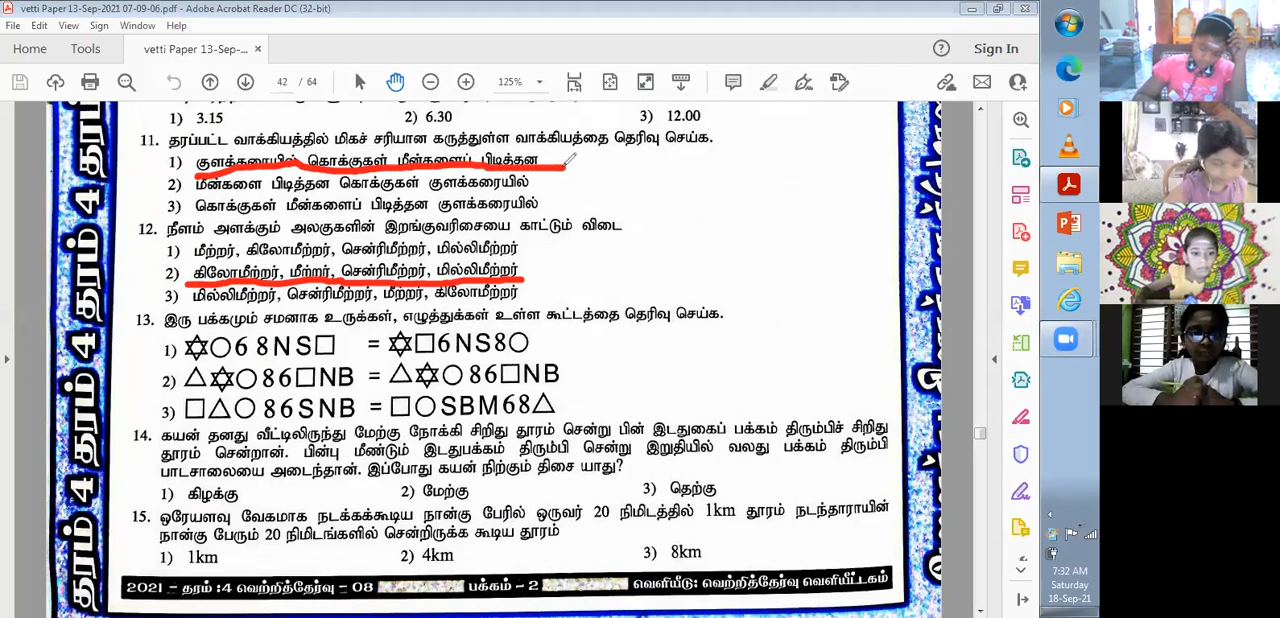 vetti Paper 13-Sep-2021 07-09-06.pdf - Adobe Acrobat Reader DC (32-bit)
File Edit View Sign Window Help
Home Tools vetti Paper 13-Sep-... × Sign In
42 / 64 125%
1) 3.15 2) 6.30 3) 12.00
11. தரப்பட்ட வாக்கியத்தில் மிகச் சரியான கருத்துள்ள வாக்கியத்தை தெரிவு செய்க.
1) குளக்கரையில் கொக்குகள் மீன்களைப் பிடித்தன
2) மீன்களை பிடித்தன கொக்குகள் குளக்கரையில்
3) கொக்குகள் மீன்களைப் பிடித்தன குளக்கரையில்
12. நீளம் அளக்கும் அலகுகளின் இறங்குவரிசையை காட்டும் விடை
1) மீற்றர், கிலோமீற்றர், சென்ரிமீற்றர், மில்லிமீற்றர்
2) கிலோமீற்றர், மீற்றர், சென்ரிமீற்றர், மில்லிமீற்றர்
3) மில்லிமீற்றர், சென்ரிமீற்றர், மீற்றர், கிலோமீற்றர்
13. இரு பக்கமும் சமனாக உருக்கள், எழுத்துக்கள் உள்ள கூட்டத்தை தெரிவு செய்க.
1) ✡○68NS□ = ✡□6NS8○
2) △✡○86□NB = △✡○86□NB
3) □△○86SNB = □○SBM68△
14. கயன் தனது வீட்டிலிருந்து மேற்கு நோக்கி சிறிது தூரம் சென்று பின் இடதுகைப் பக்கம் திரும்பிச் சிறிது
தூரம் சென்றான். பின்பு மீண்டும் இடதுபக்கம் திரும்பி சென்று இறுதியில் வலது பக்கம் திரும்பி
பாடசாலையை அடைந்தான். இப்போது கயன் நிற்கும் திசை யாது?
1) கிழக்கு 2) மேற்கு 3) தெற்கு
15. ஒரேயளவு வேகமாக நடக்கக்கூடிய நான்கு பேரில் ஒருவர் 20 நிமிடத்தில் 1km தூரம் நடந்தாராயின்
நான்கு பேரும் 20 நிமிடங்களில் சென்றிருக்க கூடிய தூரம்
1) 1km 2) 4km 3) 8km
2021 – தரம் :4 வெற்றித்தேர்வு – 08 பக்கம் – 2 வெளியீடு: வெற்றித்தேர்வு வெளியீட்டகம்
தரம் 4 தரம் 4 தரம் 4
7:32 AM
Saturday
18-Sep-21